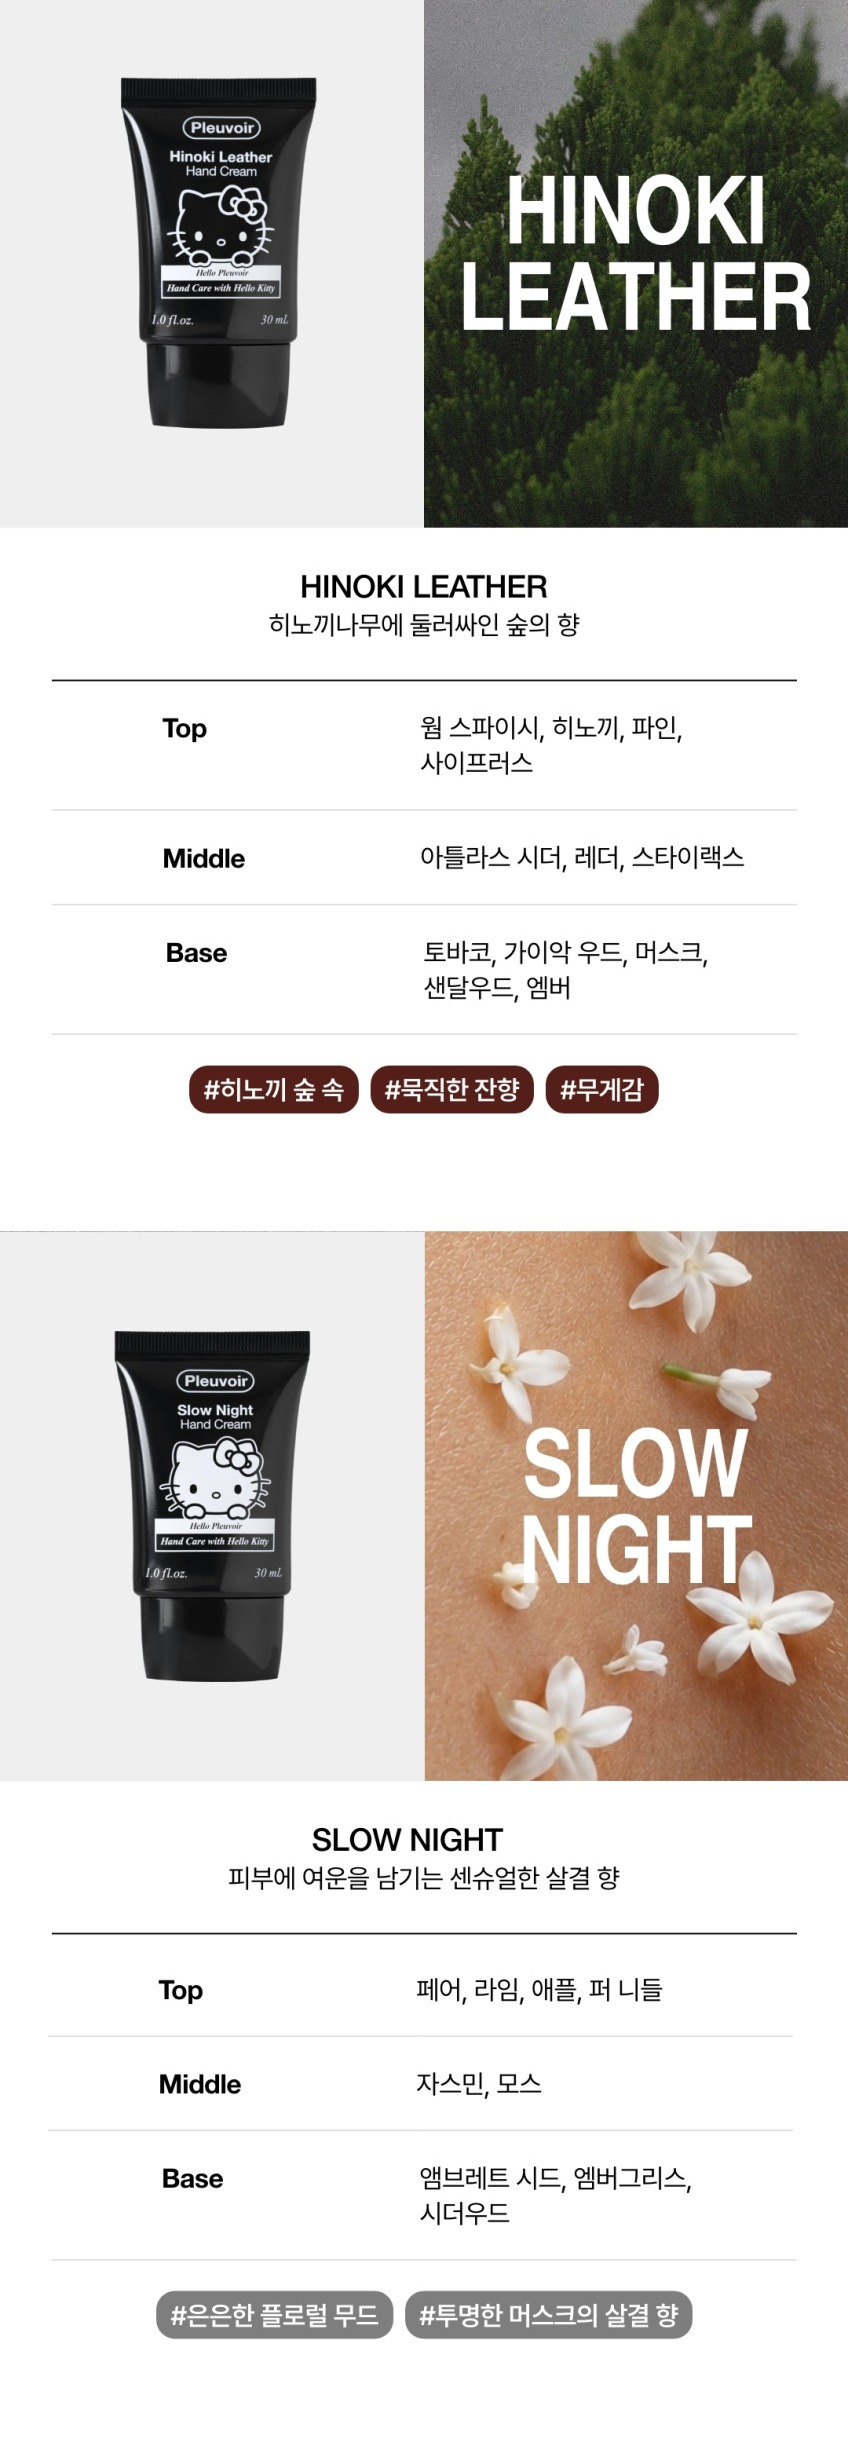 Pleuvoir
Hinoki Leather
Hand Cream
Hello Pleuvoir
Hand Care with Hello Kitty
1.0 fl.oz. 30 mL
HINOKI
LEATHER
HINOKI LEATHER
히노끼나무에 둘러싸인 숲의 향
Top 웜 스파이시, 히노끼, 파인,
사이프러스
Middle 아틀라스 시더, 레더, 스타이랙스
Base 토바코, 가이악 우드, 머스크,
샌달우드, 엠버
#히노끼 숲 속 #묵직한 잔향 #무게감
Pleuvoir
Slow Night
Hand Cream
Hello Pleuvoir
Hand Care with Hello Kitty
1.0 fl.oz. 30 mL
SLOW
NIGHT
SLOW NIGHT
피부에 여운을 남기는 센슈얼한 살결 향
Top 페어, 라임, 애플, 퍼 니들
Middle 자스민, 모스
Base 앰브레트 시드, 엠버그리스,
시더우드
#은은한 플로럴 무드 #투명한 머스크의 살결 향